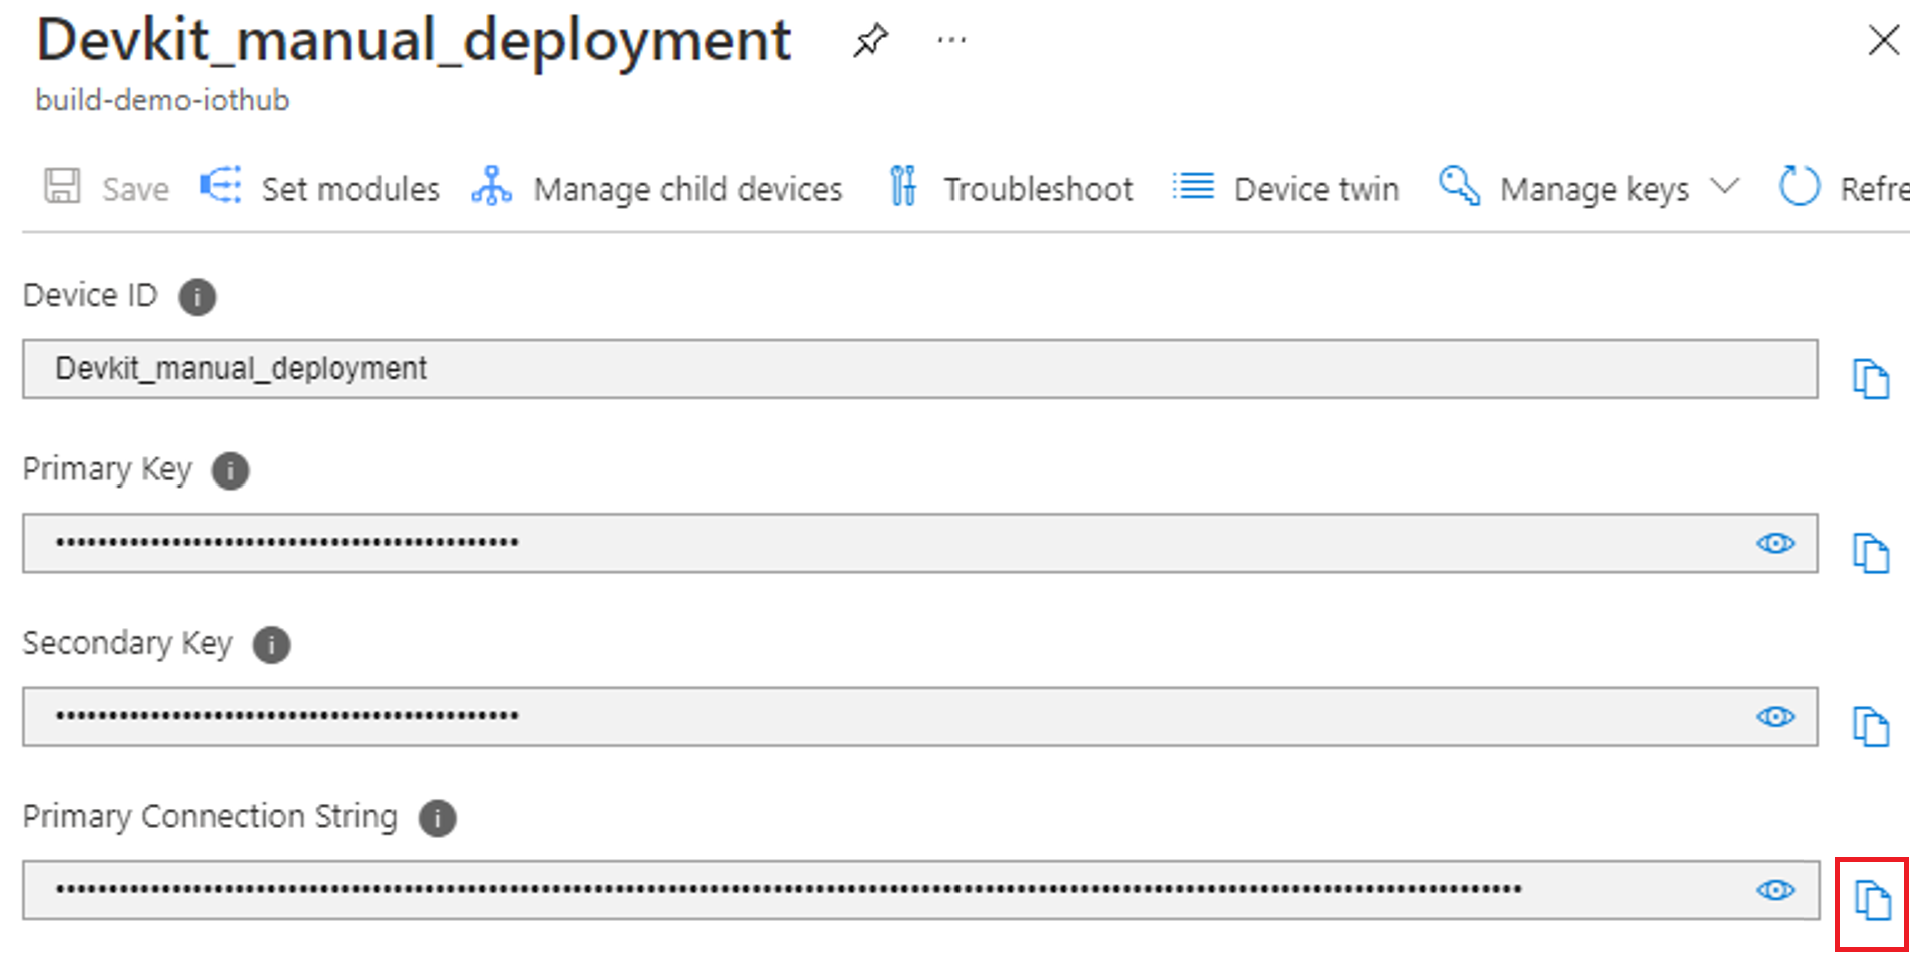 Devkit_manual_deployment ...
build-demo-iothub
Save Set modules Manage child devices Troubleshoot Device twin Manage keys Refre
Device ID i
Devkit_manual_deployment
Primary Key i
Secondary Key i
Primary Connection String i